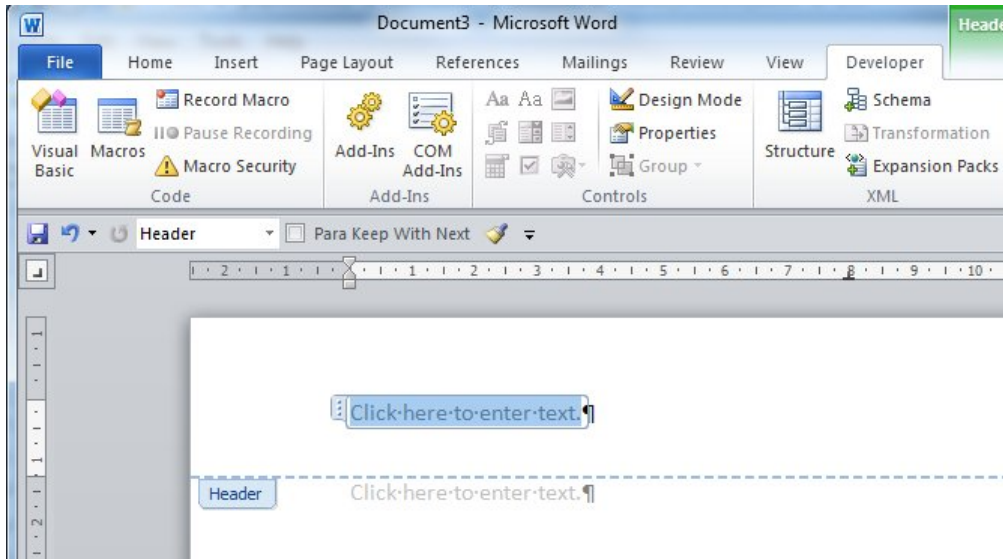 W Document3 - Microsoft Word Heade
File Home Insert Page Layout References Mailings Review View Developer
Visual Basic
Macros
Record Macro
Pause Recording
Macro Security
Code
Add-Ins
COM Add-Ins
Add-Ins
Aa Aa
Design Mode
Properties
Group
Controls
Structure
Schema
Transformation
Expansion Packs
XML
Header Para Keep With Next
2 1 1 2 3 4 5 6 7 8 9 10
1
Click·here·to·enter·text.¶
1
Header Click·here·to·enter·text.¶
2